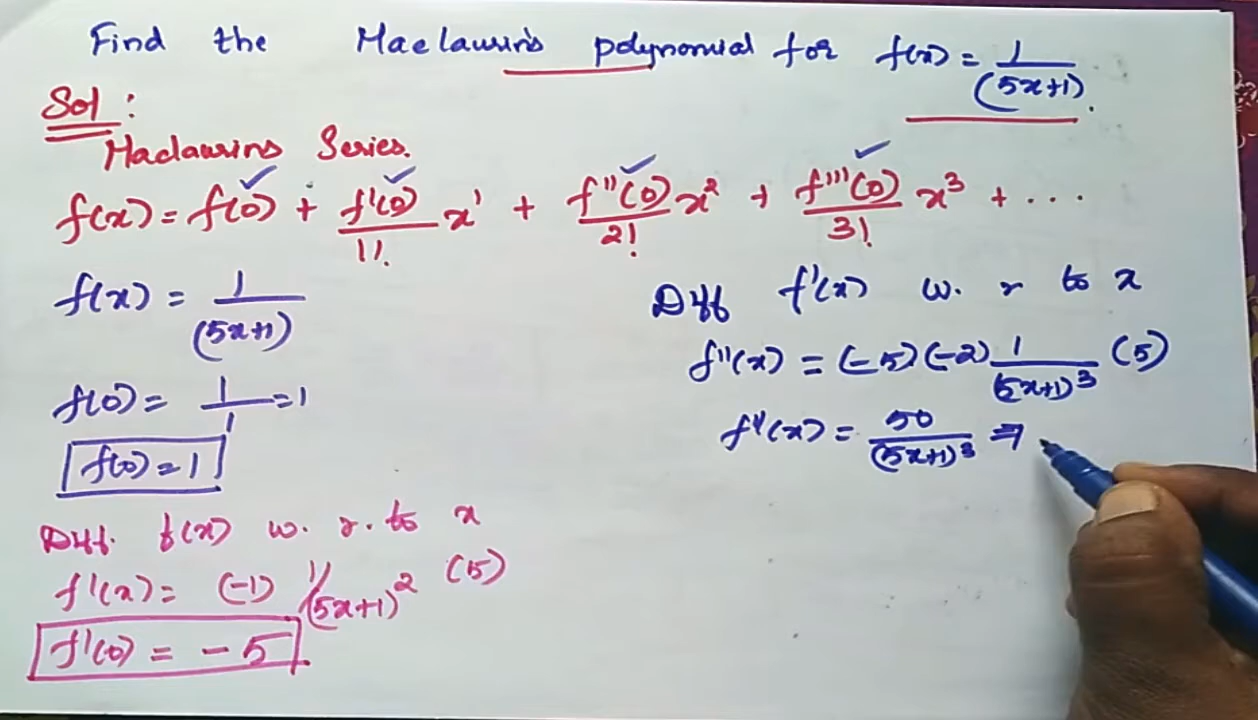 Find the Maclaurin's polynomial for f(x) = 1/(5x+1).
Sol :
Maclaurins Series.
f(x) = f(0) + f'(0)/1! x¹ + f''(0)/2! x² + f'''(0)/3! x³ + ...
f(x) = 1/(5x+1)
f(0) = 1/1 = 1
f(0) = 1
Diff. f(x) w. r. to x
f'(x) = (-1) 1/(5x+1)² (5)
f'(0) = -5.
Diff f'(x) w. r to x
f''(x) = (-5)(-2) 1/(5x+1)³ (5)
f''(x) = 50/(5x+1)³ ⇒